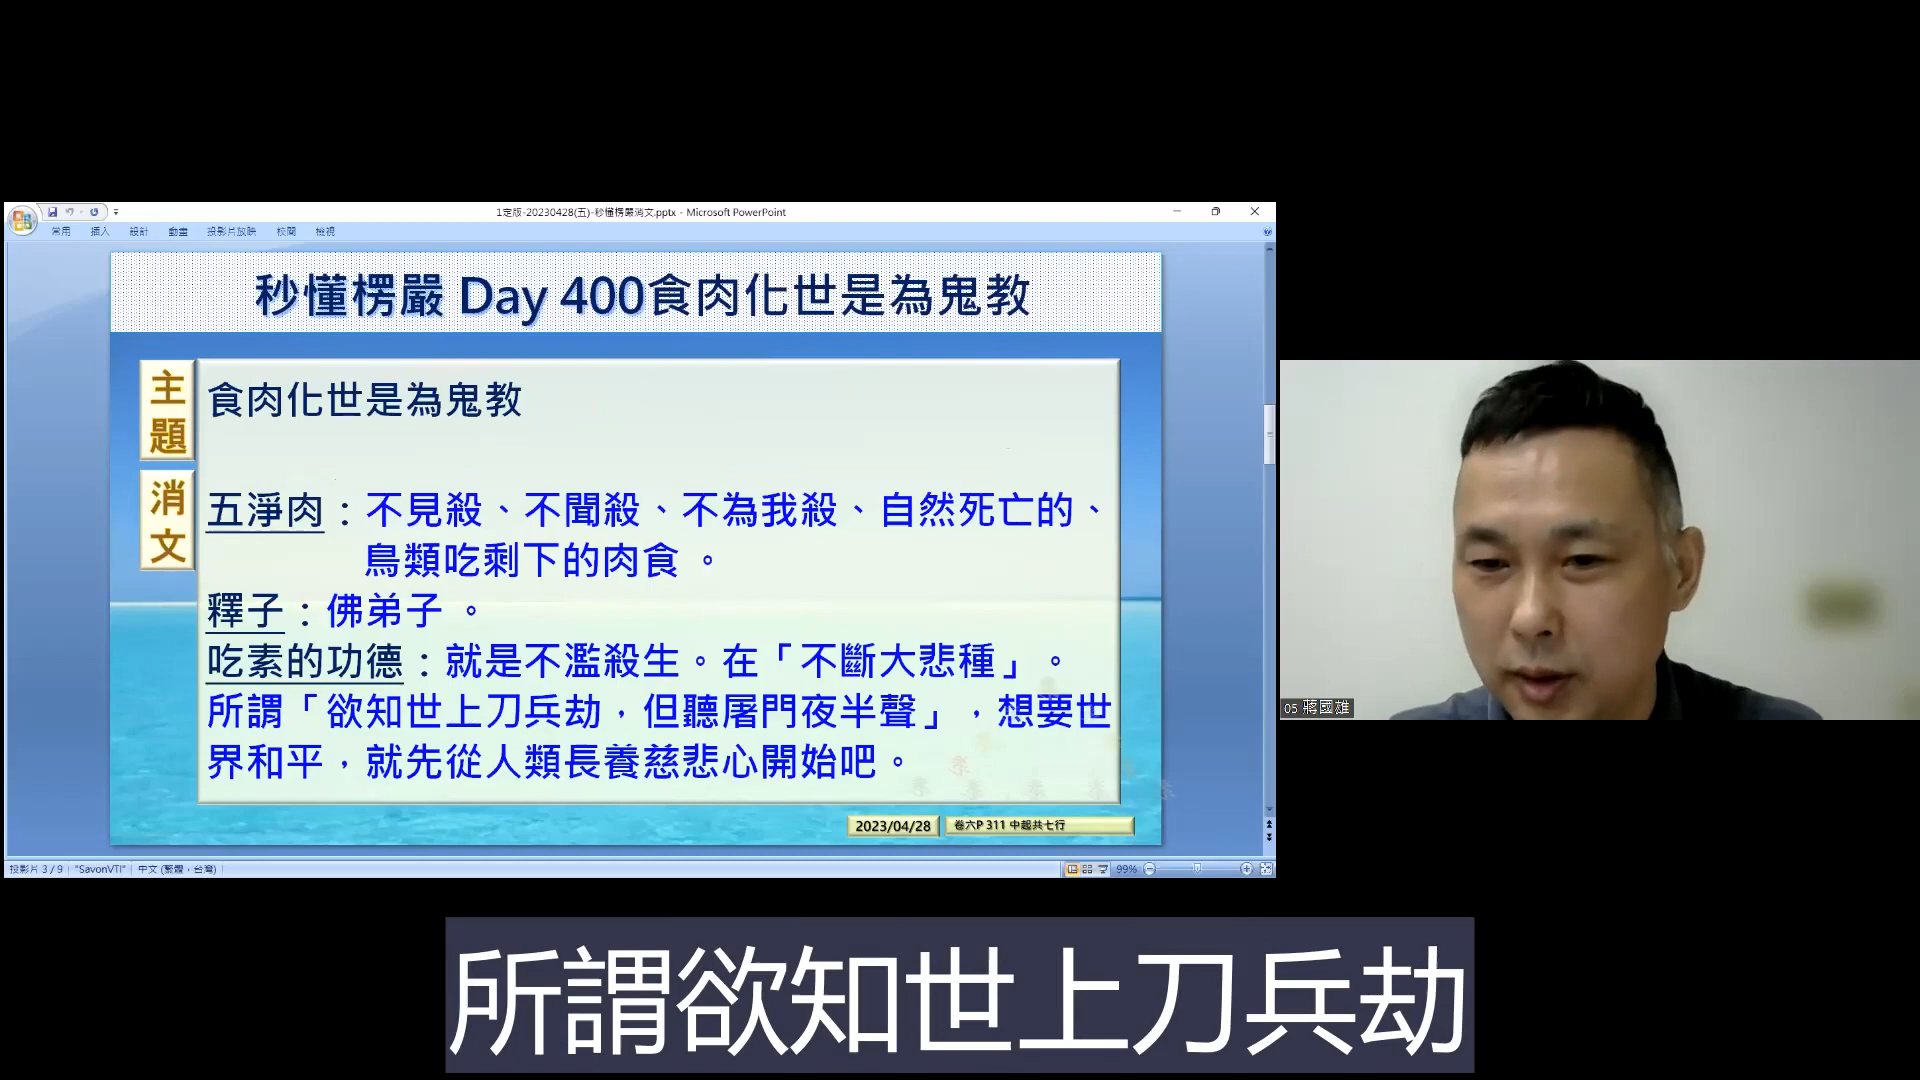 1定版-20230428(五)-秒懂楞嚴消文.pptx - Microsoft PowerPoint
常用 插入 設計 動畫 投影片放映 校閱 檢視
秒懂楞嚴 Day 400食肉化世是為鬼教
主題
食肉化世是為鬼教
消文
五淨肉：不見殺、不聞殺、不為我殺、自然死亡的、
鳥類吃剩下的肉食 。
釋子：佛弟子 。
吃素的功德：就是不濫殺生。在「不斷大悲種」。
所謂「欲知世上刀兵劫，但聽屠門夜半聲」，想要世
界和平，就先從人類長養慈悲心開始吧。
2023/04/28 卷六P 311 中起共七行
投影片 3 / 9 "SavonVTI" 中文 (繁體，台灣) 99%
05 蔣國雄
所謂欲知世上刀兵劫